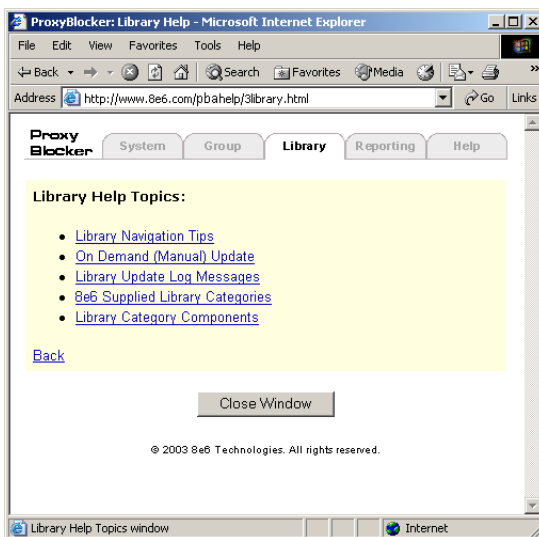 ProxyBlocker: Library Help - Microsoft Internet Explorer
File Edit View Favorites Tools Help
Back Search Favorites Media »
Address http://www.8e6.com/pbahelp/3library.html Go Links
Proxy Blocker System Group Library Reporting Help
Library Help Topics:
• Library Navigation Tips
• On Demand (Manual) Update
• Library Update Log Messages
• 8e6 Supplied Library Categories
• Library Category Components
Back
Close Window
© 2003 8e6 Technologies. All rights reserved.
Library Help Topics window Internet